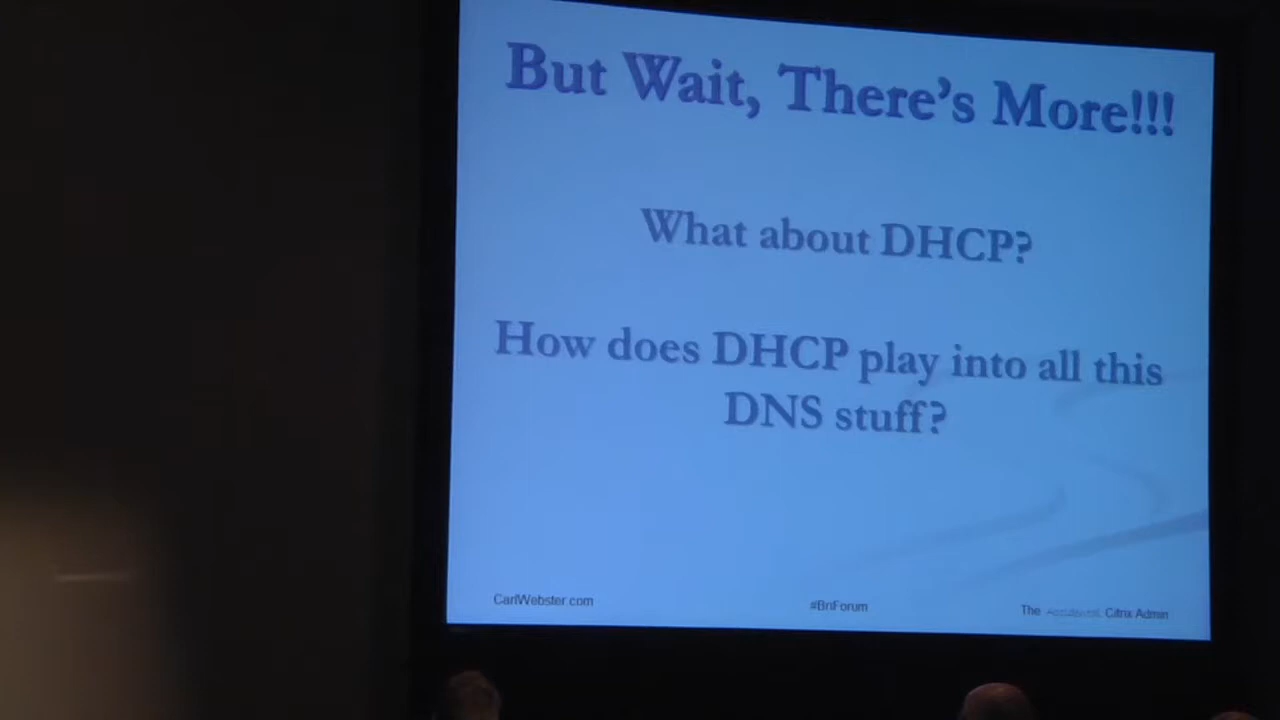 But Wait, There's More!!!
What about DHCP?
How does DHCP play into all this
DNS stuff?
CarlWebster.com
#BriForum
The Citrix Admin